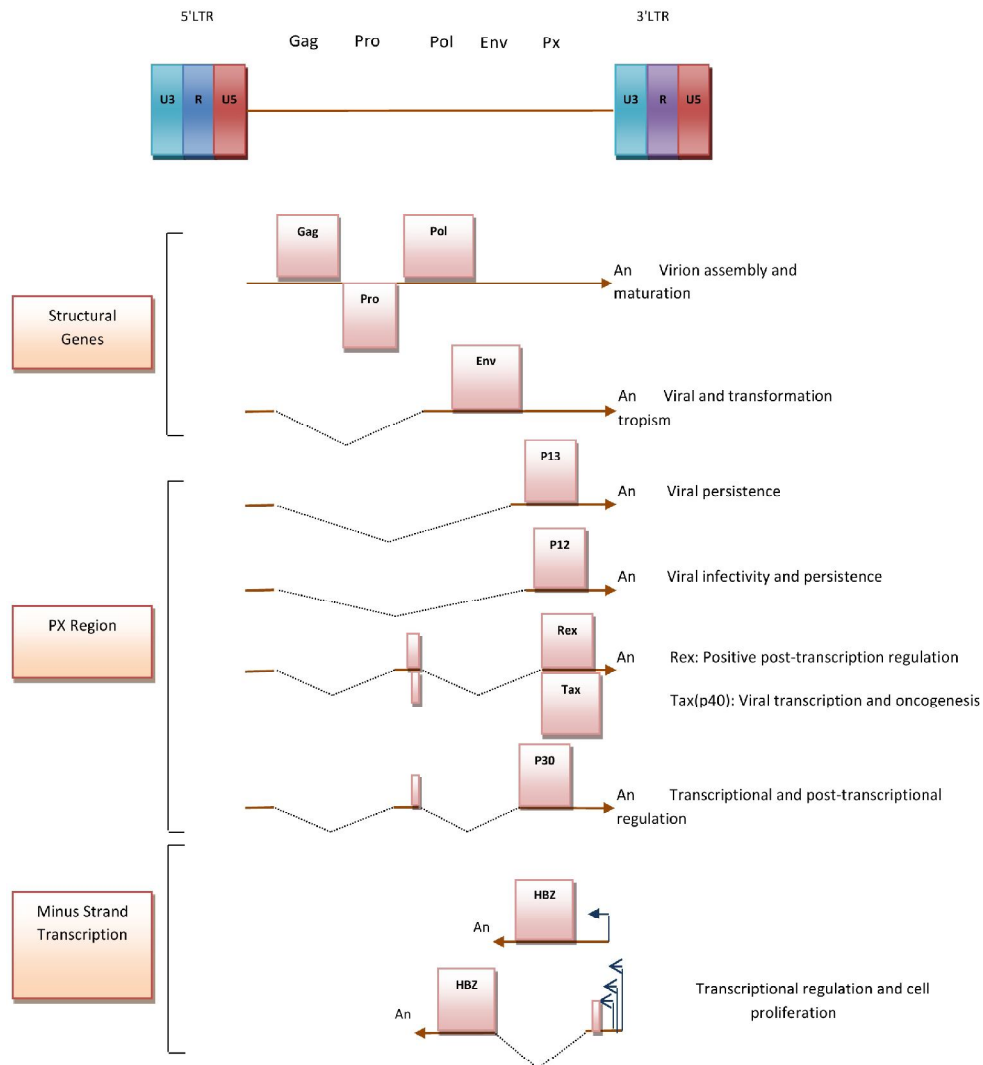 5'LTR 3'LTR
Gag Pro Pol Env Px
U3 R U5 U3 R U5
Gag Pol
An Virion assembly and
maturation
Pro
Structural
Genes
Env
An Viral and transformation
tropism
P13
An Viral persistence
P12
An Viral infectivity and persistence
PX Region
Rex
An Rex: Positive post-transcription regulation
Tax
Tax(p40): Viral transcription and oncogenesis
P30
An Transcriptional and post-transcriptional
regulation
Minus Strand
Transcription
HBZ
An
HBZ
An
Transcriptional regulation and cell
proliferation